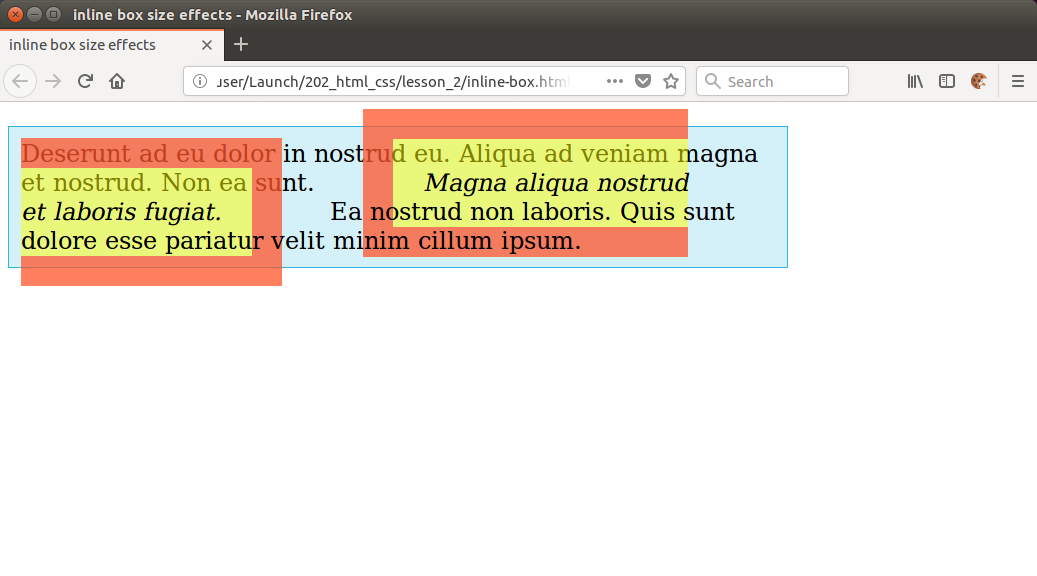 inline box size effects - Mozilla Firefox
inline box size effects
user/Launch/202_html_css/lesson_2/inline-box.html
Search
Deserunt ad eu dolor in nostrud eu. Aliqua ad veniam magna
et nostrud. Non ea sunt. Magna aliqua nostrud
et laboris fugiat. Ea nostrud non laboris. Quis sunt
dolore esse pariatur velit minim cillum ipsum.